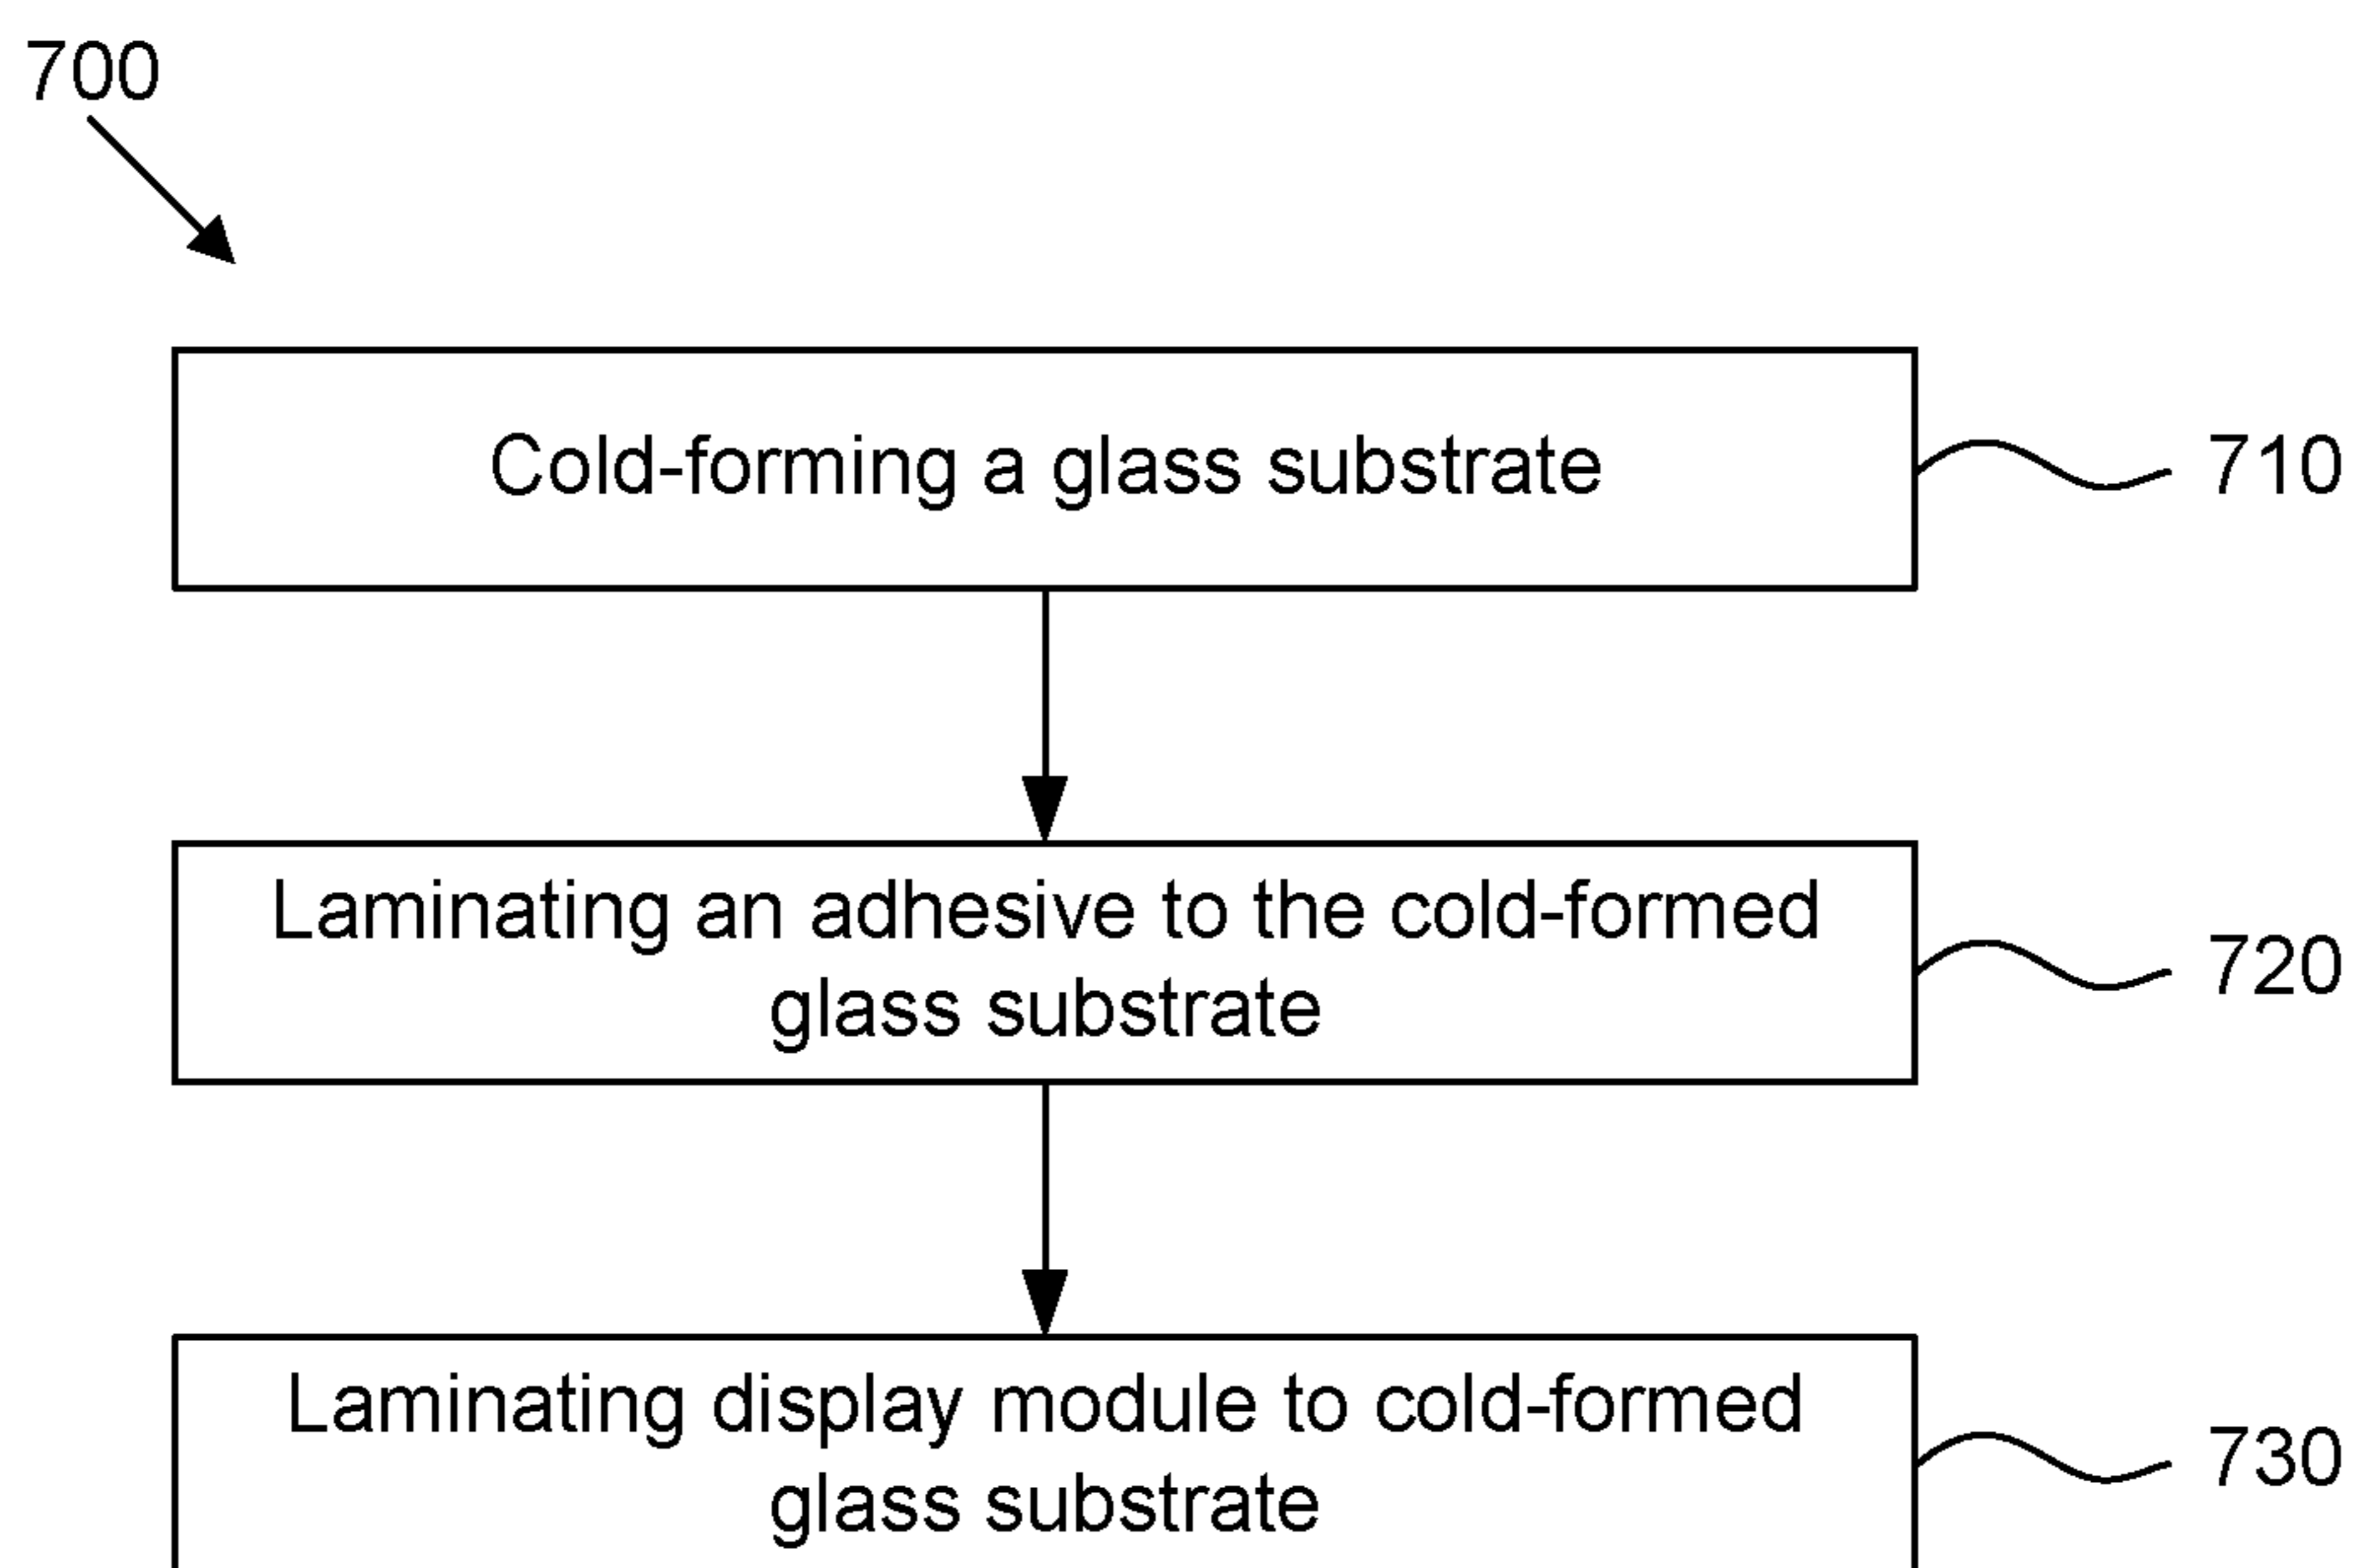 700
Cold-forming a glass substrate
710
Laminating an adhesive to the cold-formed
glass substrate
720
Laminating display module to cold-formed
glass substrate
730